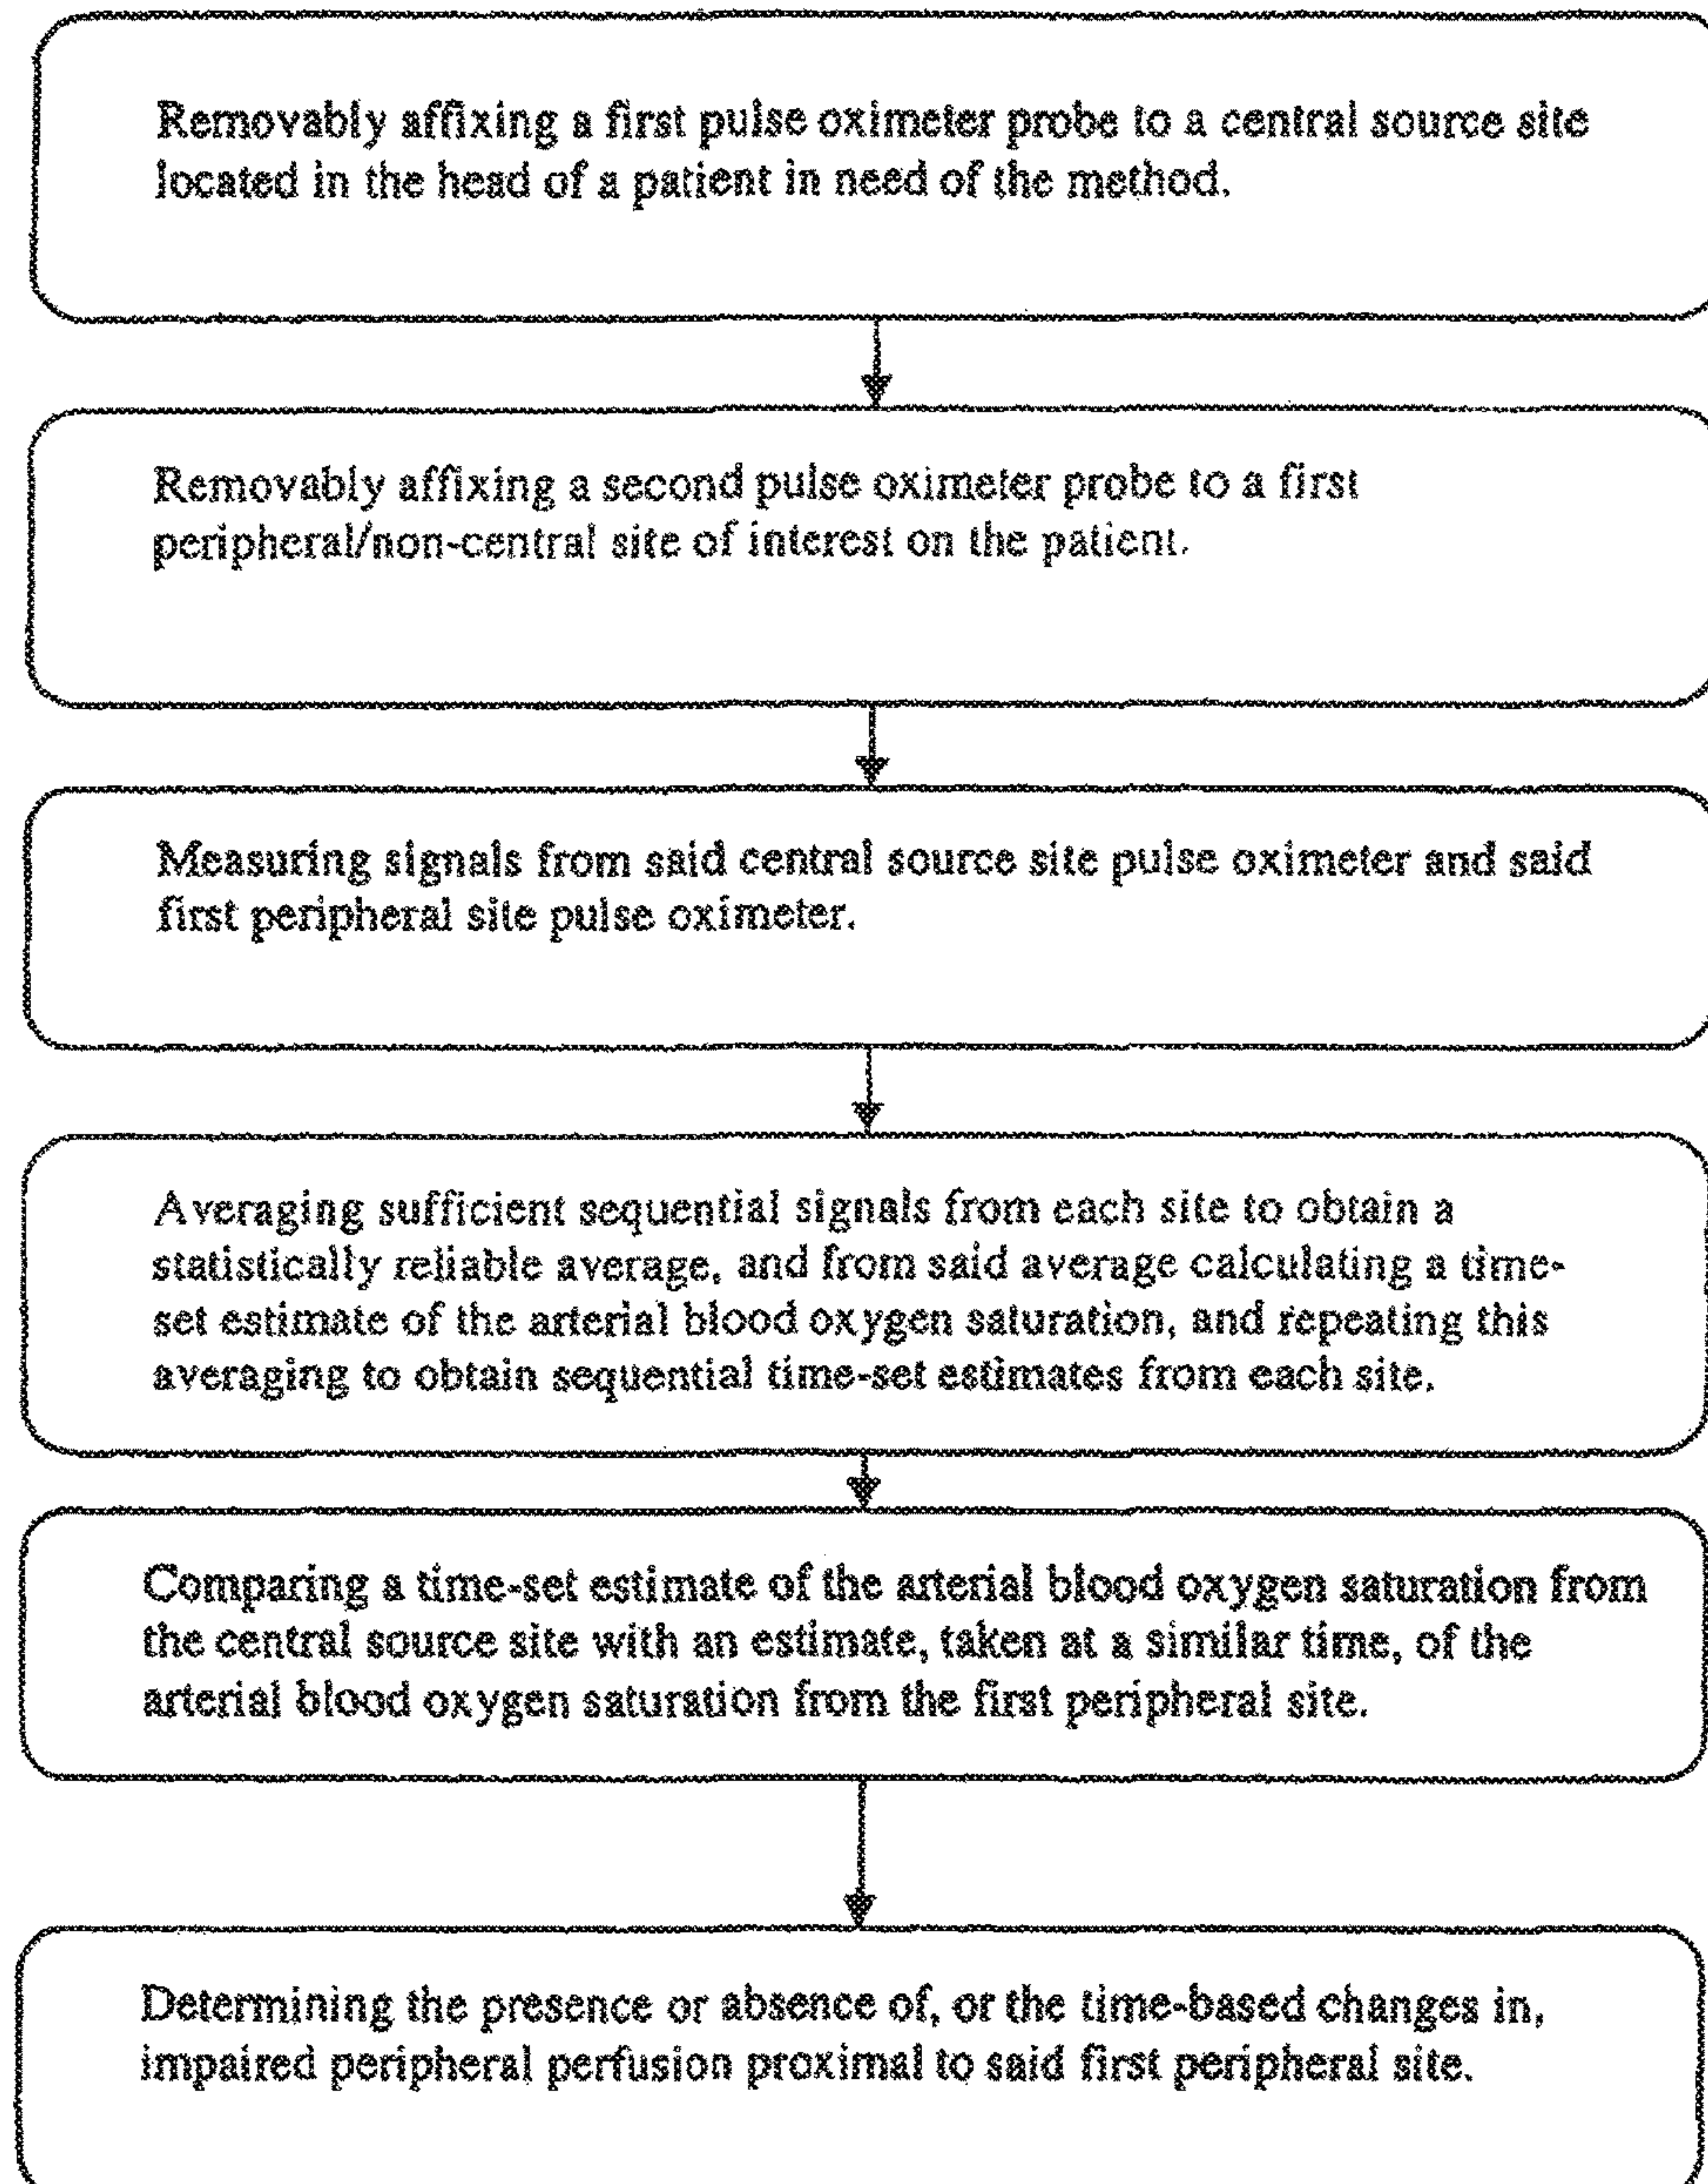 Removably affixing a first pulse oximeter probe to a central source site
located in the head of a patient in need of the method.
Removably affixing a second pulse oximeter probe to a first
peripheral/non-central site of interest on the patient.
Measuring signals from said central source site pulse oximeter and said
first peripheral site pulse oximeter.
Averaging sufficient sequential signals from each site to obtain a
statistically reliable average, and from said average calculating a time-
set estimate of the arterial blood oxygen saturation, and repeating this
averaging to obtain sequential time-set estimates from each site.
Comparing a time-set estimate of the arterial blood oxygen saturation from
the central source site with an estimate, taken at a similar time, of the
arterial blood oxygen saturation from the first peripheral site.
Determining the presence or absence of, or the time-based changes in,
impaired peripheral perfusion proximal to said first peripheral site.